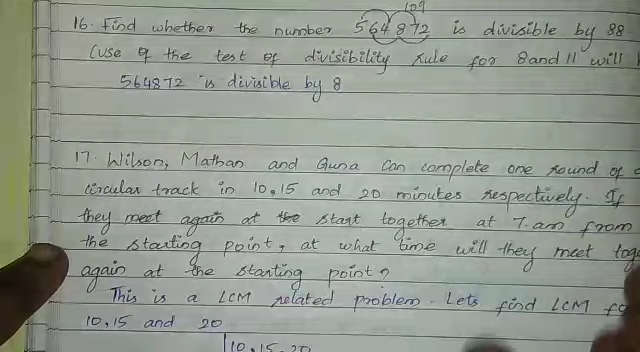 109
16. Find whether the number 564872 is divisible by 88
(use of the test of divisibility rule for 8 and 11 will
564872 is divisible by 8
17. Wilson, Mathan and Guna can complete one round of a
circular track in 10, 15 and 20 minutes respectively. If
they meet again at the start together at 7.am from
the starting point, at what time will they meet toge
again at the starting point?
This is a LCM related problem. Lets find LCM fo
10, 15 and 20
10, 15, 20